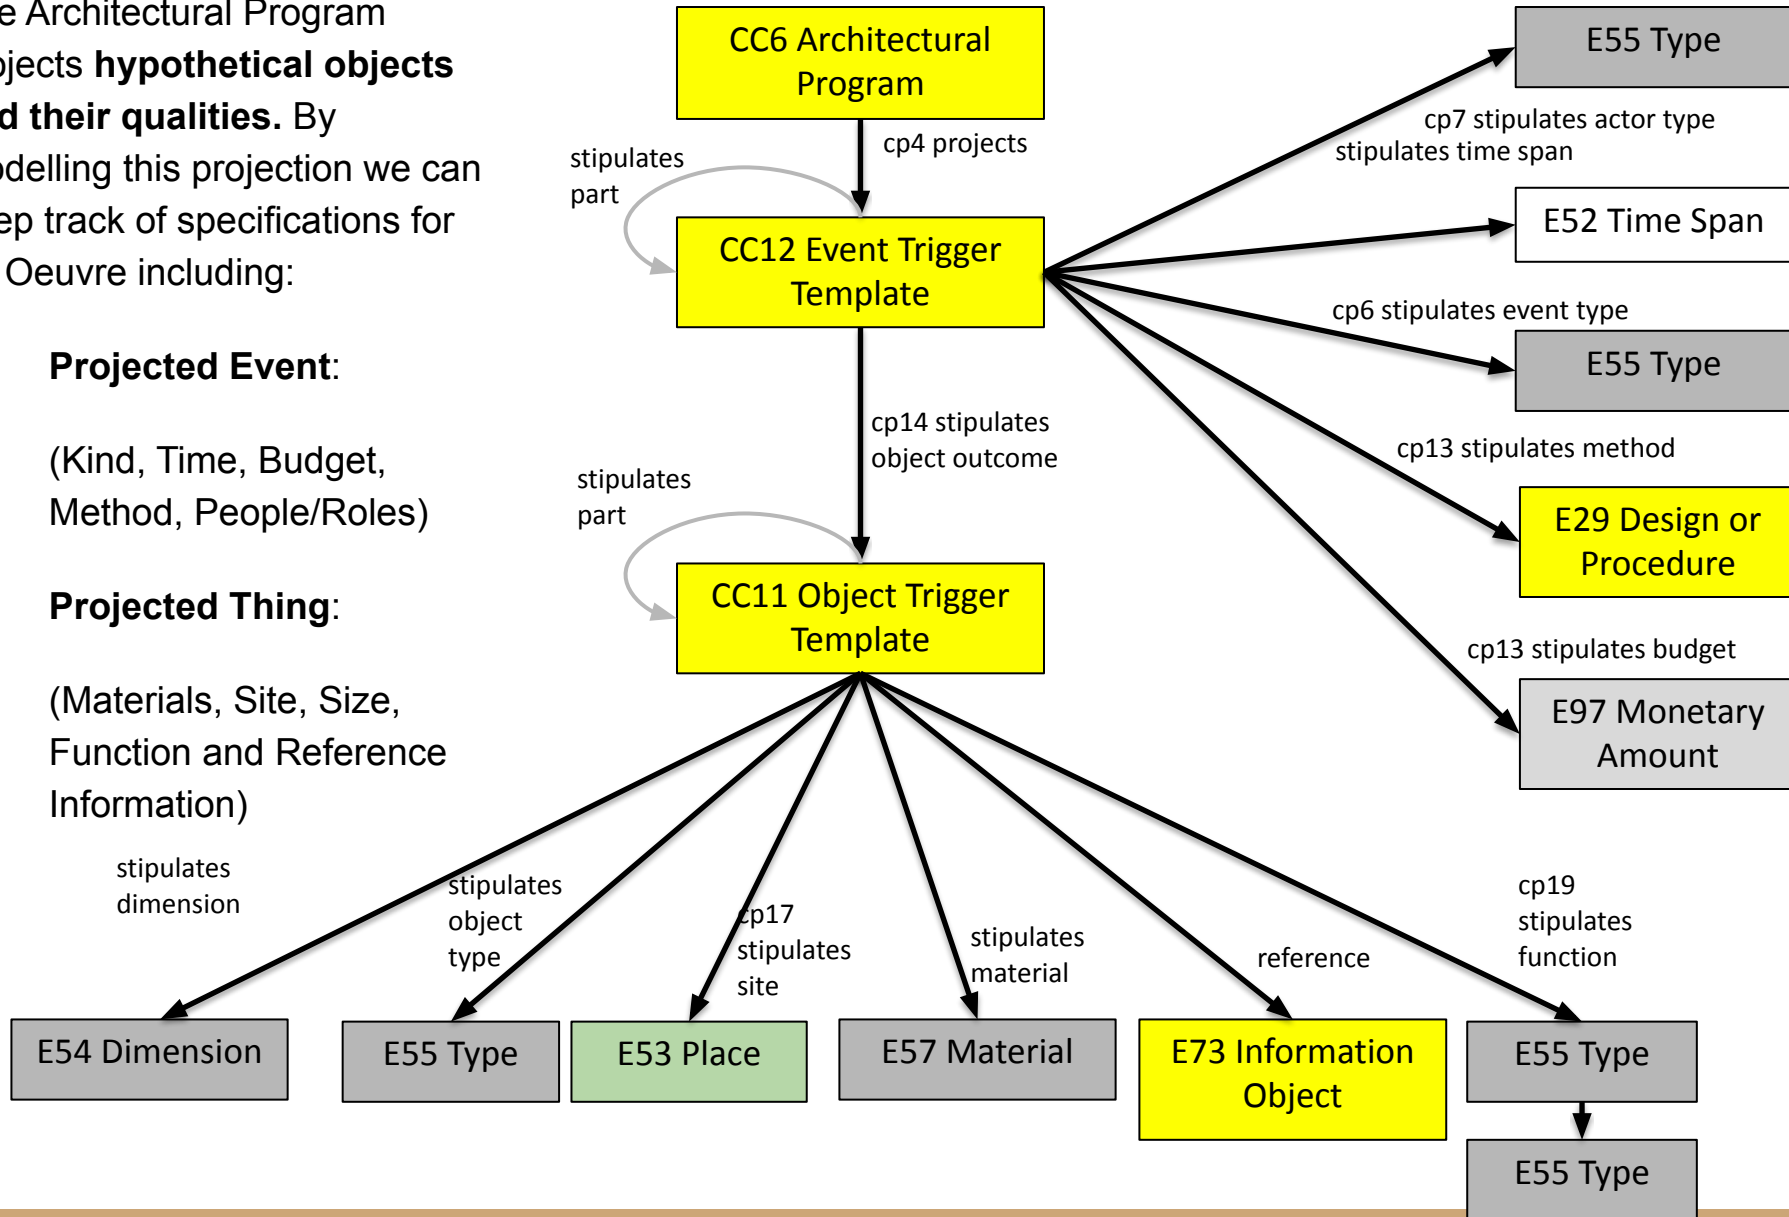 e Architectural Program
ojects hypothetical objects
d their qualities. By
odelling this projection we can
ep track of specifications for
Oeuvre including:
Projected Event:
(Kind, Time, Budget,
Method, People/Roles)
Projected Thing:
(Materials, Site, Size,
Function and Reference
Information)
CC6 Architectural
Program
cp4 projects
stipulates
part
CC12 Event Trigger
Template
cp14 stipulates
object outcome
stipulates
part
CC11 Object Trigger
Template
E55 Type
cp7 stipulates actor type
stipulates time span
E52 Time Span
cp6 stipulates event type
E55 Type
cp13 stipulates method
E29 Design or
Procedure
cp13 stipulates budget
E97 Monetary
Amount
stipulates
dimension
stipulates
object
type
cp17
stipulates
site
stipulates
material
reference
cp19
stipulates
function
E54 Dimension
E55 Type
E53 Place
E57 Material
E73 Information
Object
E55 Type
E55 Type